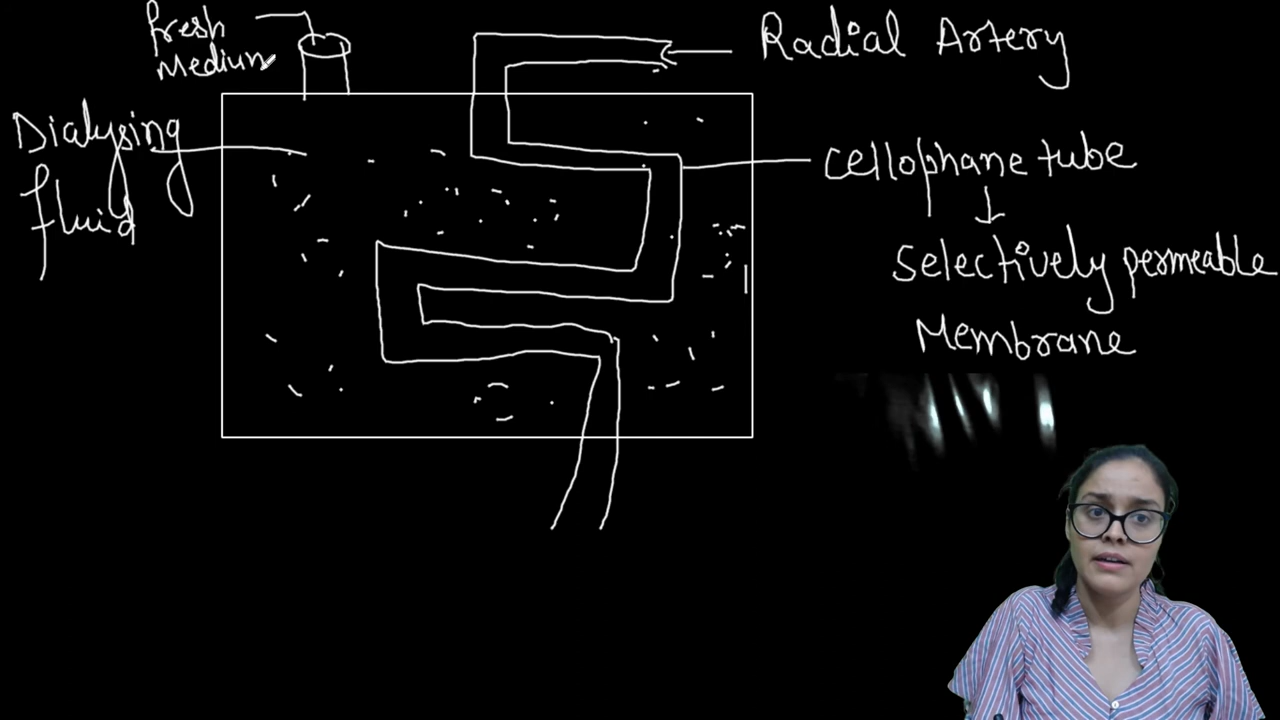 fresh
Medium
Radial Artery
Dialysing
fluid
cellophane tube
selectively permeable
Membrane